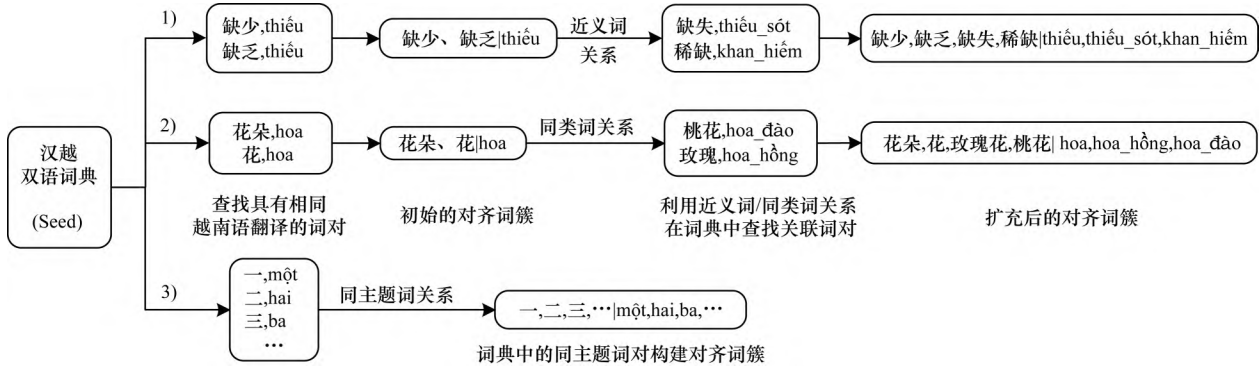 汉越
双语词典
(Seed)
1)
缺少,thiếu
缺乏,thiếu
缺少、缺乏|thiếu
近义词
关系
缺失,thiếu_sót
稀缺,khan_hiếm
缺少,缺乏,缺失,稀缺|thiếu,thiếu_sót,khan_hiếm
2)
花朵,hoa
花,hoa
花朵、花|hoa
同类词关系
桃花,hoa_đào
玫瑰,hoa_hồng
花朵,花,玫瑰花,桃花| hoa,hoa_hồng,hoa_đào
查找具有相同
越南语翻译的词对
初始的对齐词簇
利用近义词/同类词关系
在词典中查找关联词对
扩充后的对齐词簇
3)
一,một
二,hai
三,ba
…
同主题词关系
一,二,三,…|một,hai,ba,…
词典中的同主题词对构建对齐词簇